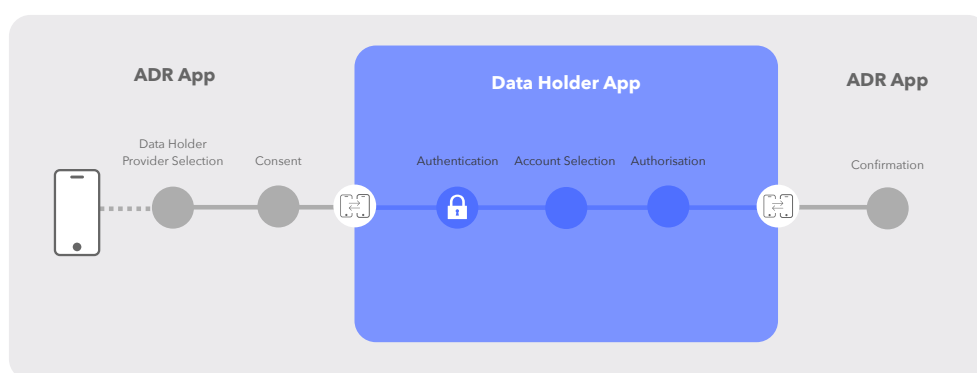 ADR App
Data Holder App
ADR App
Data Holder
Provider Selection
Consent
Authentication
Account Selection
Authorisation
Confirmation